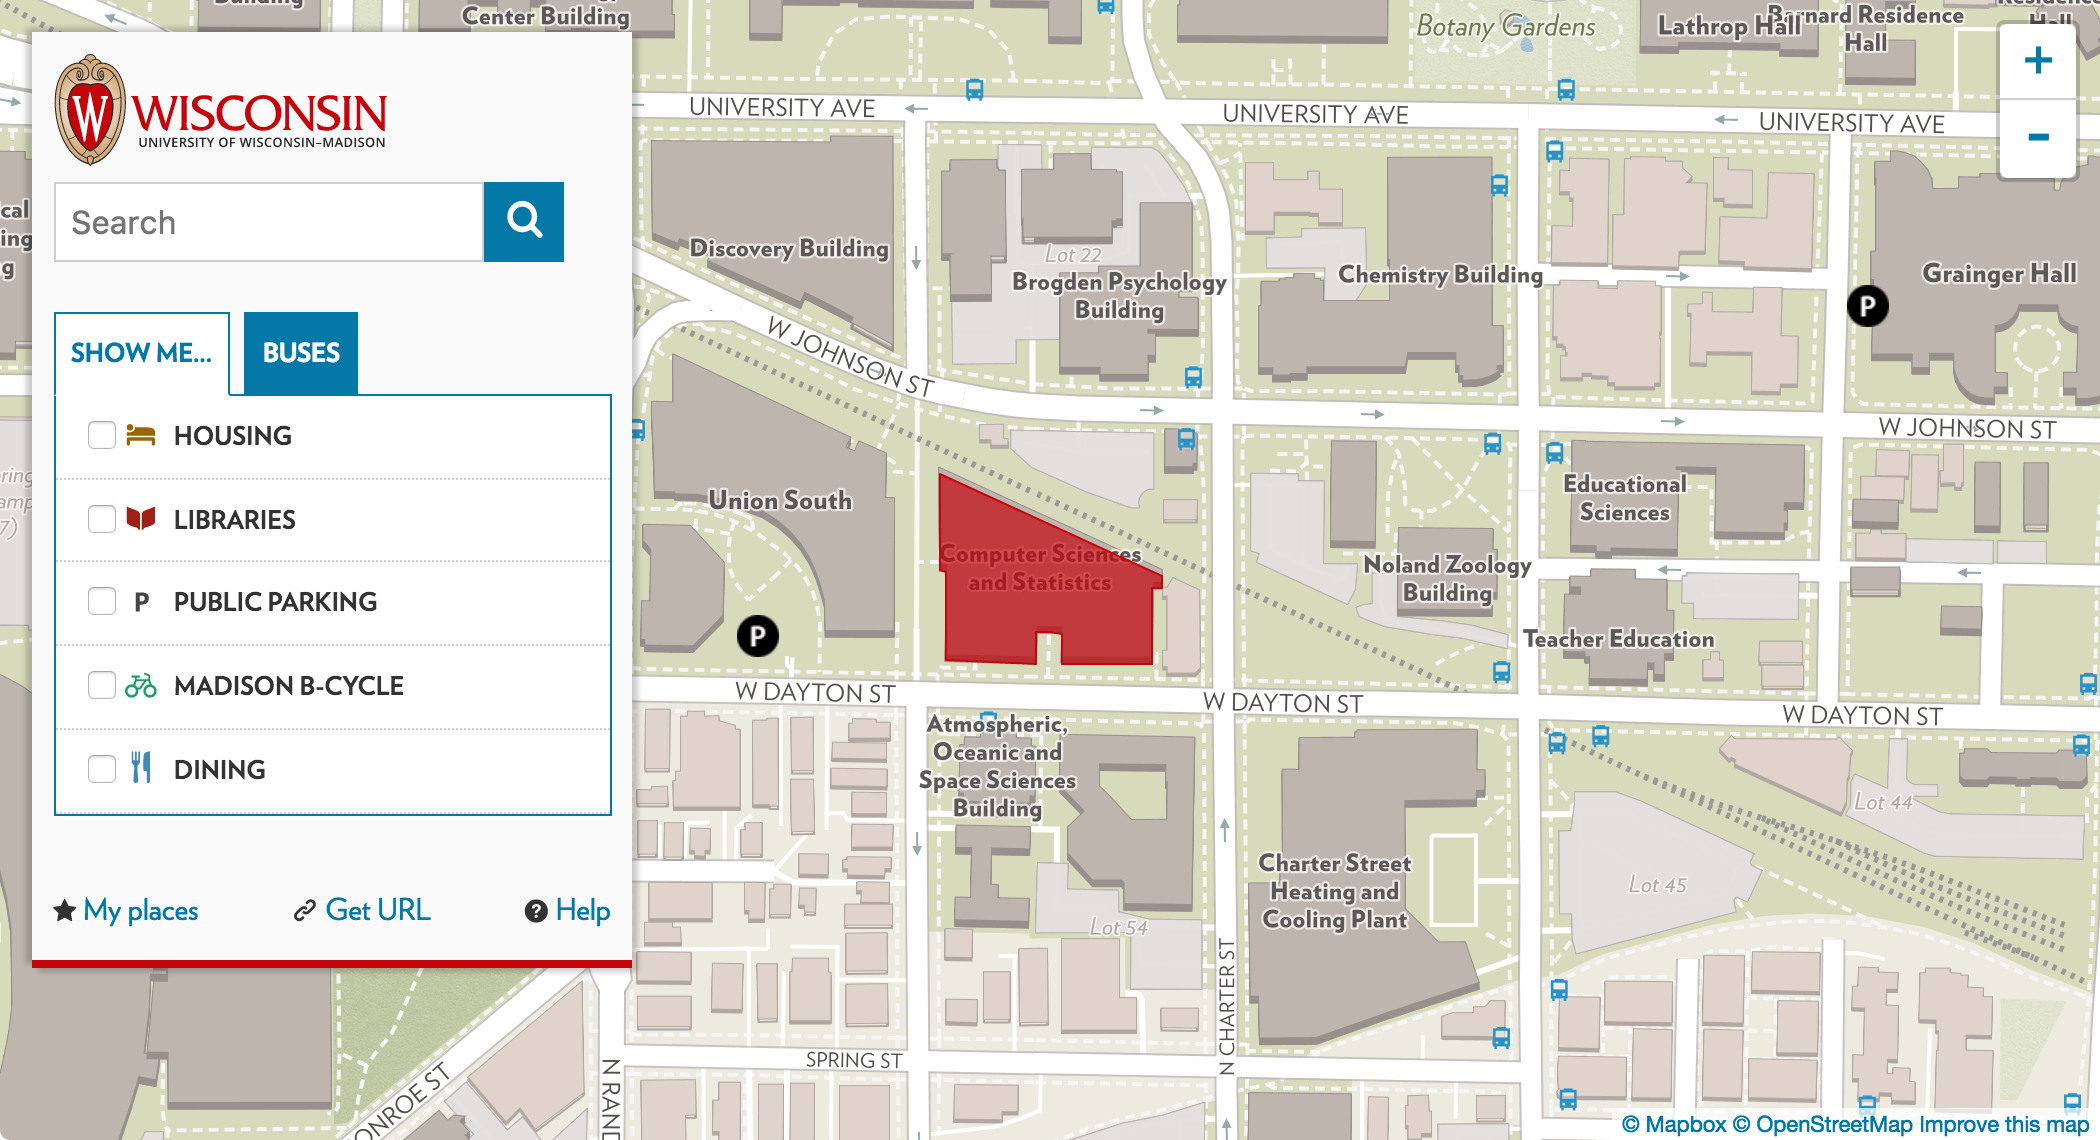 WISCONSIN
UNIVERSITY OF WISCONSIN–MADISON
Search
SHOW ME...
BUSES
HOUSING
LIBRARIES
P PUBLIC PARKING
MADISON B-CYCLE
DINING
My places
Get URL
? Help
Building
Center Building
Botany Gardens
Lathrop Hall
Barnard Residence
Hall
Residence
Hall
+
-
UNIVERSITY AVE
UNIVERSITY AVE
UNIVERSITY AVE
Discovery Building
Lot 22
Brogden Psychology
Building
Chemistry Building
Grainger Hall
P
W JOHNSON ST
W JOHNSON ST
Union South
Computer Sciences
and Statistics
Noland Zoology
Building
Educational
Sciences
Teacher Education
P
W DAYTON ST
W DAYTON ST
W DAYTON ST
Atmospheric,
Oceanic and
Space Sciences
Building
Lot 44
Lot 45
Charter Street
Heating and
Cooling Plant
Lot 54
N CHARTER ST
SPRING ST
ONROE ST
N RAND
© Mapbox © OpenStreetMap Improve this map